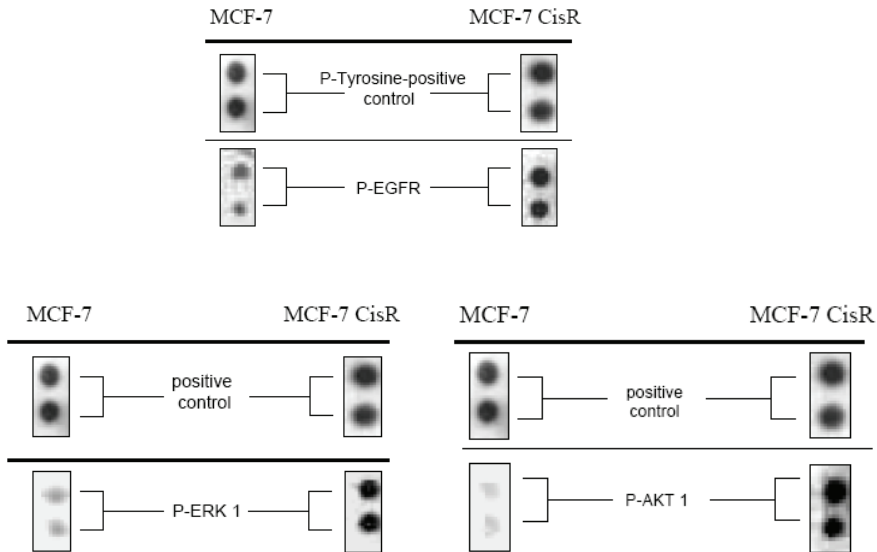 MCF-7 MCF-7 CisR
P-Tyrosine-positive
control
P-EGFR
MCF-7 MCF-7 CisR
positive
control
P-ERK 1
MCF-7 MCF-7 CisR
positive
control
P-AKT 1